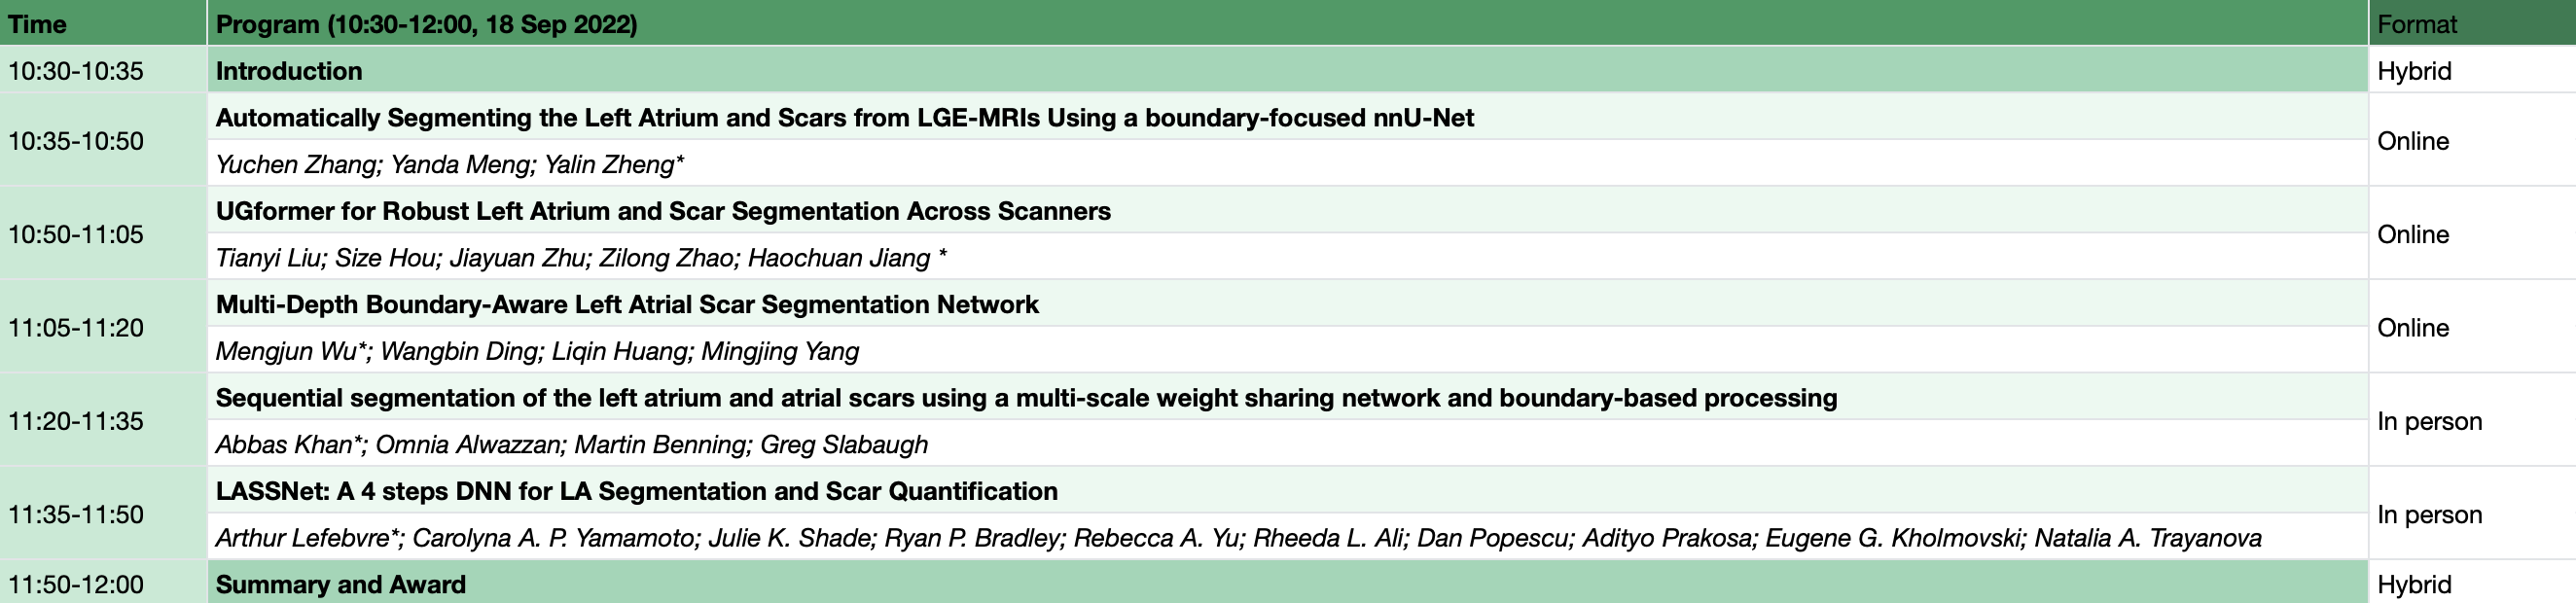 Time Program (10:30-12:00, 18 Sep 2022) Format
10:30-10:35 Introduction Hybrid
Automatically Segmenting the Left Atrium and Scars from LGE-MRIs Using a boundary-focused nnU-Net
10:35-10:50 Online
Yuchen Zhang; Yanda Meng; Yalin Zheng*
UGformer for Robust Left Atrium and Scar Segmentation Across Scanners
10:50-11:05 Online
Tianyi Liu; Size Hou; Jiayuan Zhu; Zilong Zhao; Haochuan Jiang *
Multi-Depth Boundary-Aware Left Atrial Scar Segmentation Network
11:05-11:20 Online
Mengjun Wu*; Wangbin Ding; Liqin Huang; Mingjing Yang
Sequential segmentation of the left atrium and atrial scars using a multi-scale weight sharing network and boundary-based processing
11:20-11:35 In person
Abbas Khan*; Omnia Alwazzan; Martin Benning; Greg Slabaugh
LASSNet: A 4 steps DNN for LA Segmentation and Scar Quantification
11:35-11:50 In person
Arthur Lefebvre*; Carolyna A. P. Yamamoto; Julie K. Shade; Ryan P. Bradley; Rebecca A. Yu; Rheeda L. Ali; Dan Popescu; Adityo Prakosa; Eugene G. Kholmovski; Natalia A. Trayanova
11:50-12:00 Summary and Award Hybrid